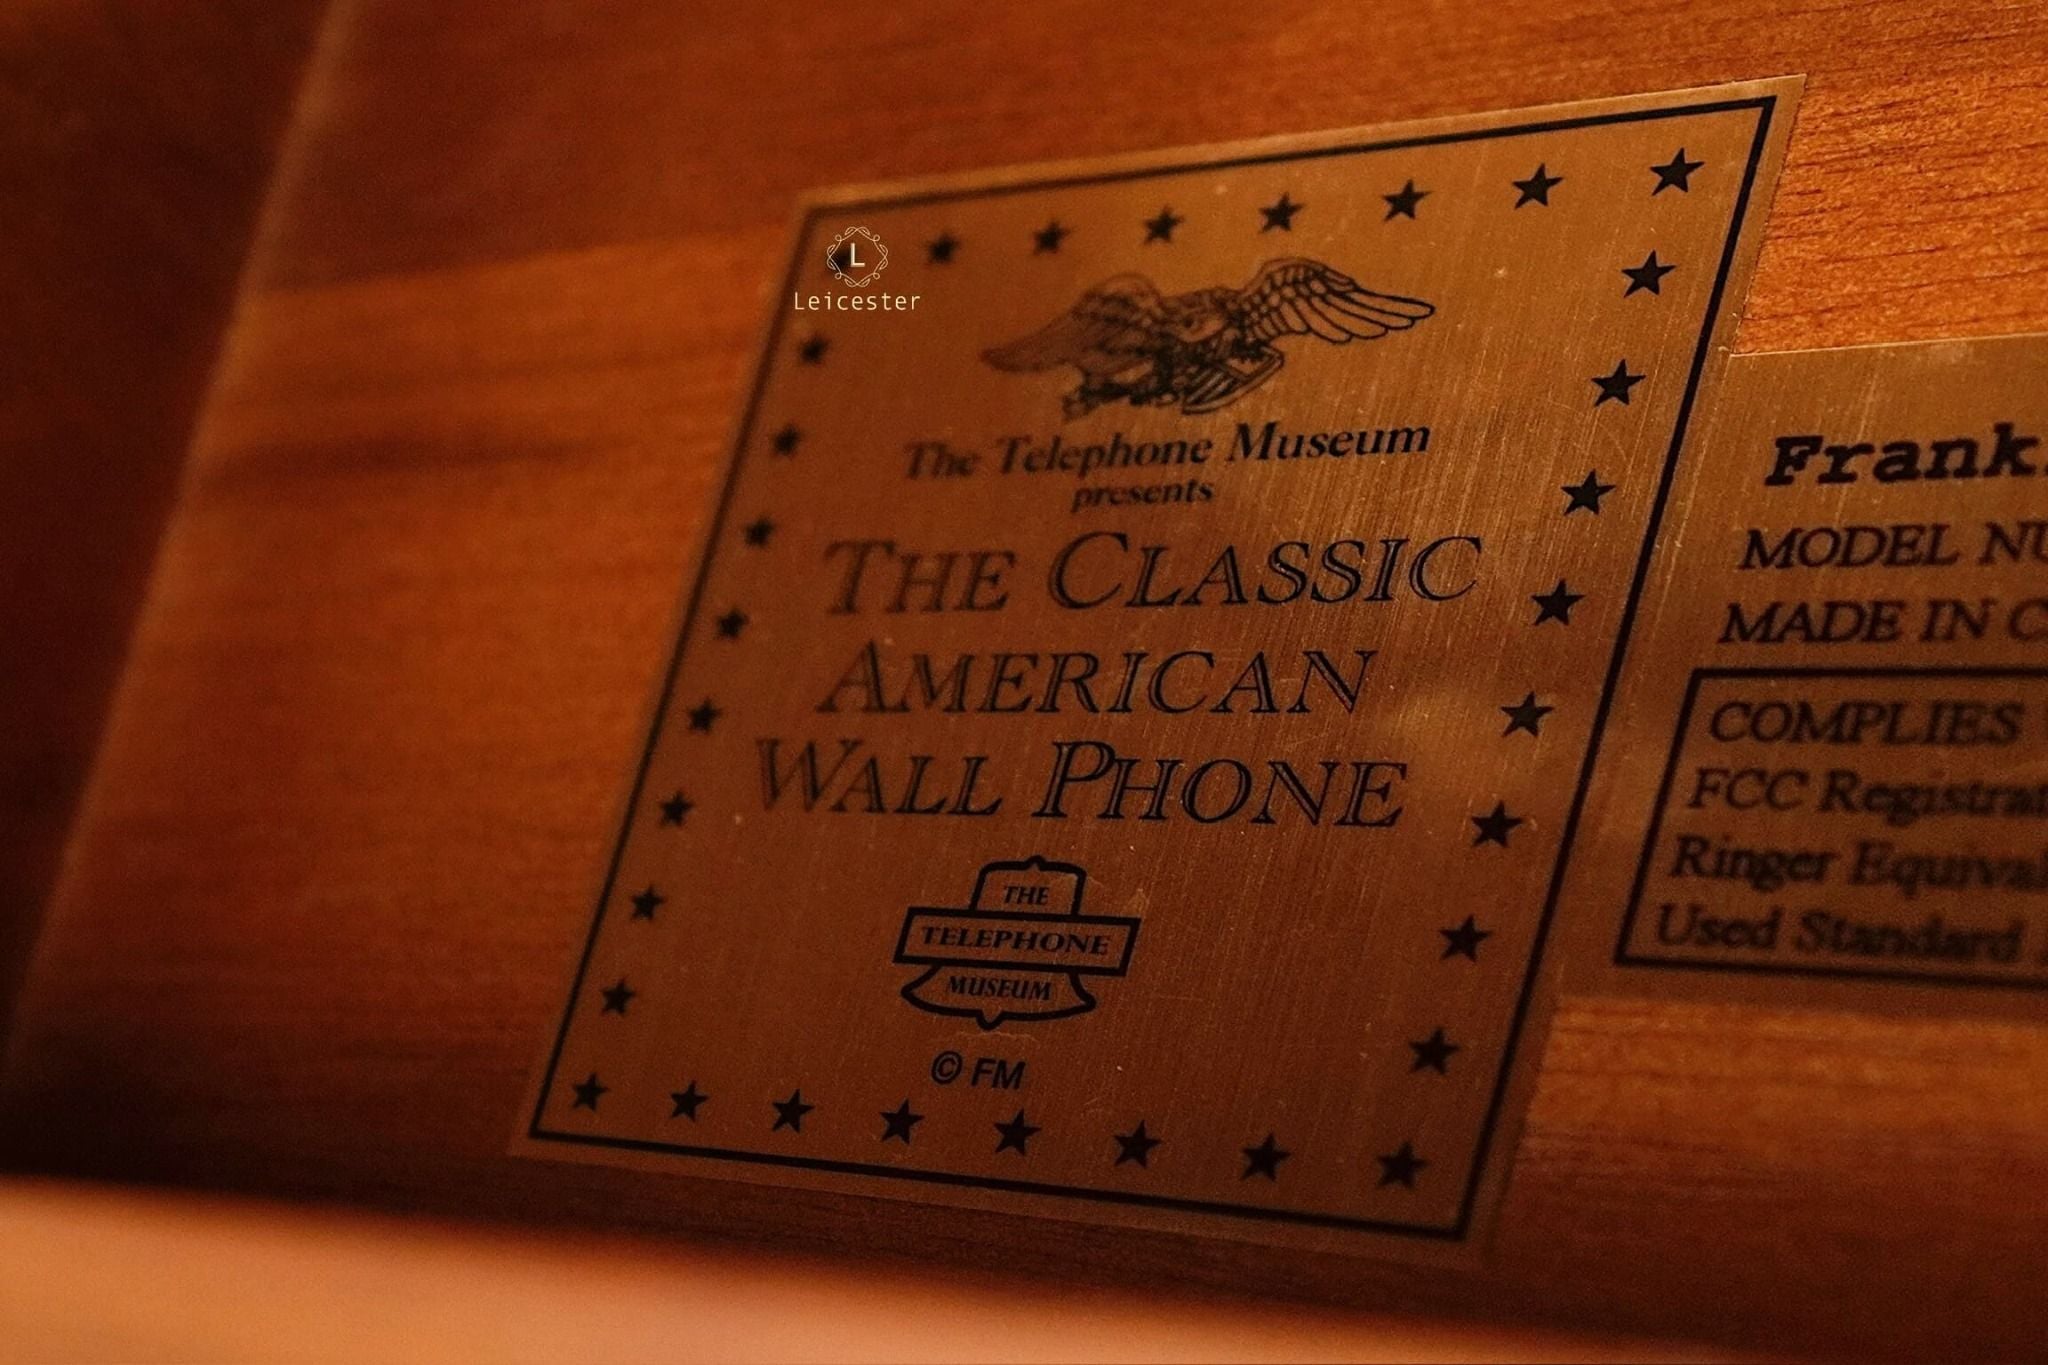 L
Leicester
The Telephone Museum
presents
THE CLASSIC
AMERICAN
WALL PHONE
THE
TELEPHONE
MUSEUM
© FM
MODEL
MADE IN
COMPLIES
FCC
Ringer
Used Standard